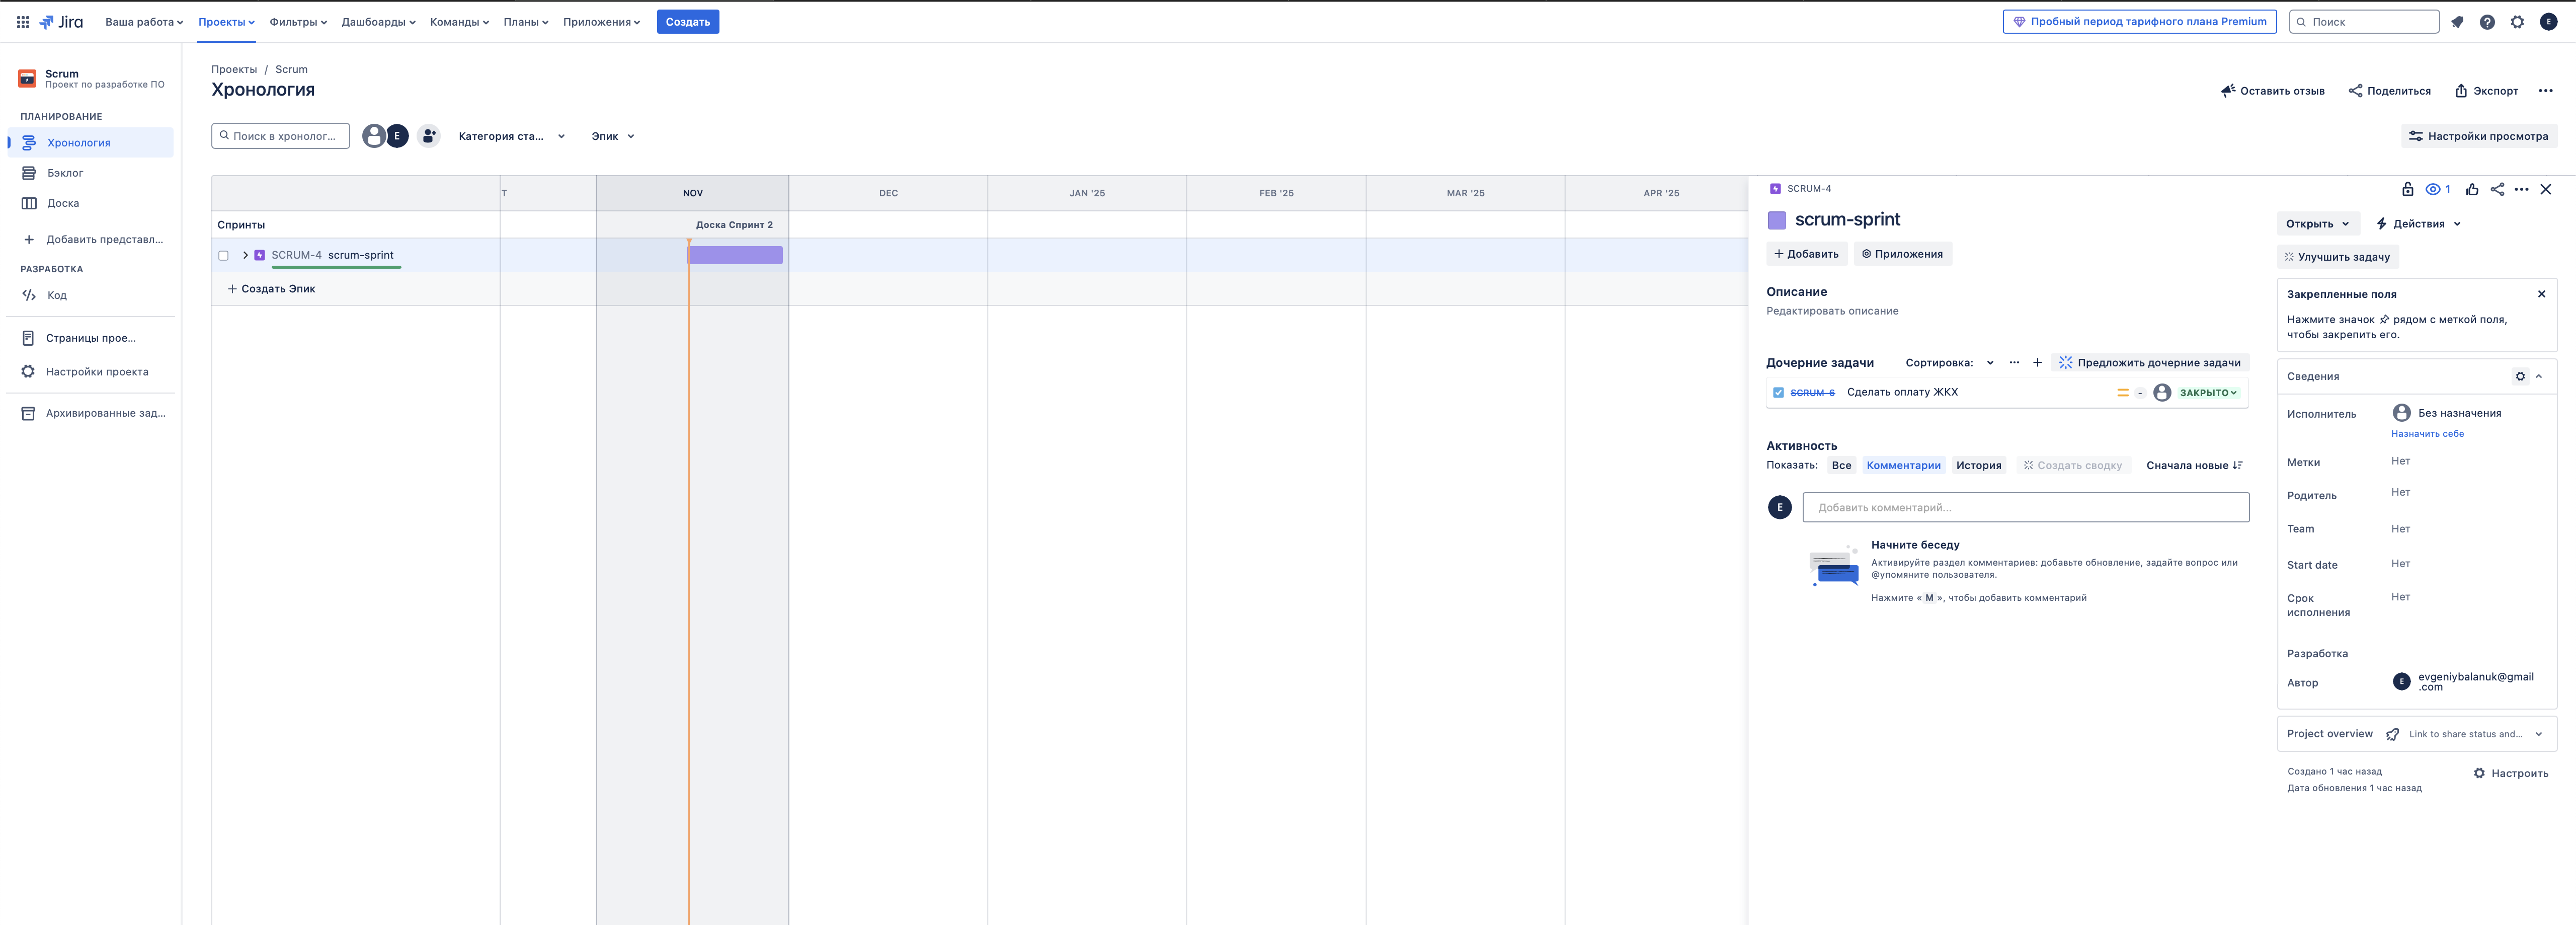 Jira Ваша работа Проекты Фильтры Дашборды Команды Планы Приложения Создать Пробный период тарифного плана Premium Поиск E
Scrum
Проект по разработке ПО
ПЛАНИРОВАНИЕ
Хронология
Бэклог
Доска
Добавить представл...
РАЗРАБОТКА
Код
Страницы прое...
Настройки проекта
Архивированные зад...
Проекты / Scrum
Хронология
Оставить отзыв Поделиться Экспорт
Поиск в хронолог... E Категория ста... Эпик Настройки просмотра
T NOV DEC JAN '25 FEB '25 MAR '25 APR '25
Спринты Доска Спринт 2
SCRUM-4 scrum-sprint
+ Создать Эпик
SCRUM-4 1
scrum-sprint
+ Добавить Приложения
Описание
Редактировать описание
Дочерние задачи Сортировка: Предложить дочерние задачи
SCRUM-6 Сделать оплату ЖКХ - ЗАКРЫТО
Активность
Показать: Все Комментарии История Создать сводку Сначала новые
E Добавить комментарий...
Начните беседу
Активируйте раздел комментариев: добавьте обновление, задайте вопрос или
@упомяните пользователя.
Нажмите « M », чтобы добавить комментарий
Открыть Действия
Улучшить задачу
Закрепленные поля
Нажмите значок рядом с меткой поля,
чтобы закрепить его.
Сведения
Исполнитель Без назначения
Назначить себе
Метки Нет
Родитель Нет
Team Нет
Start date Нет
Срок Нет
исполнения
Разработка
Автор E evgeniybalanuk@gmail
.com
Project overview Link to share status and...
Создано 1 час назад Настроить
Дата обновления 1 час назад